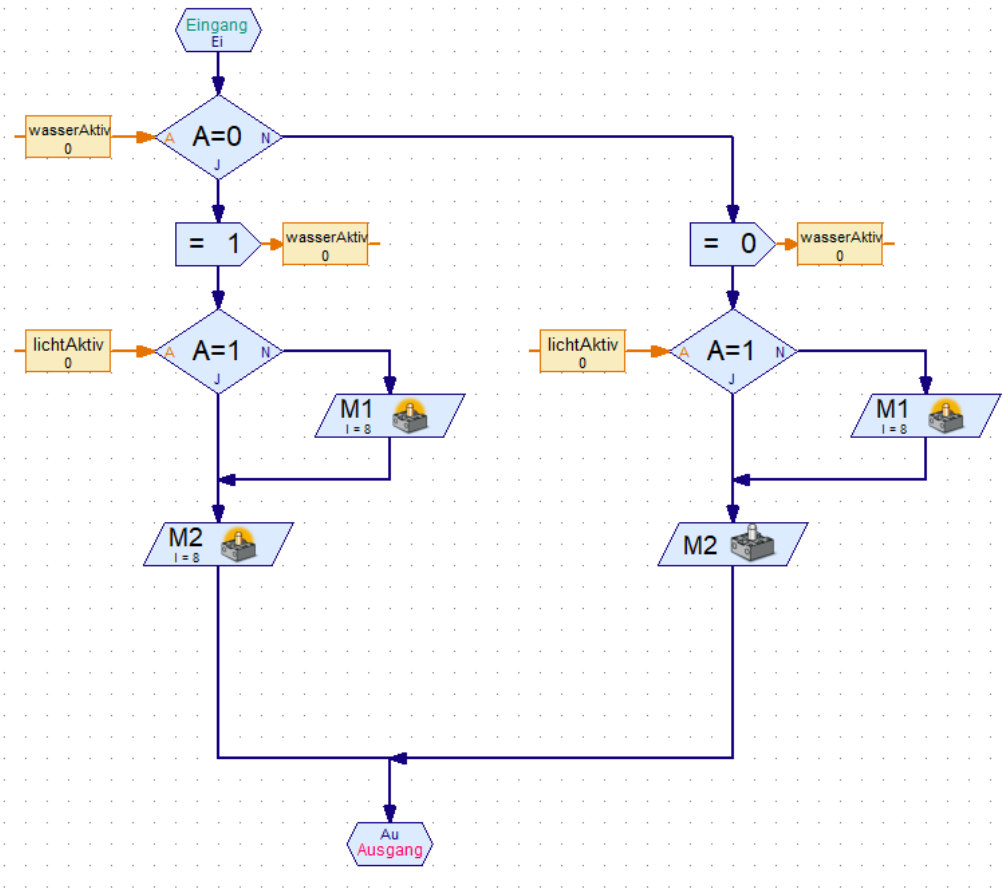 Eingang
Ei
wasserAktiv
0
A A=0 N
J
= 1
wasserAktiv
0
= 0
wasserAktiv
0
lichtAktiv
0
A A=1 N
J
lichtAktiv
0
A A=1 N
J
M1
I = 8
M1
I = 8
M2
I = 8
M2
Au
Ausgang